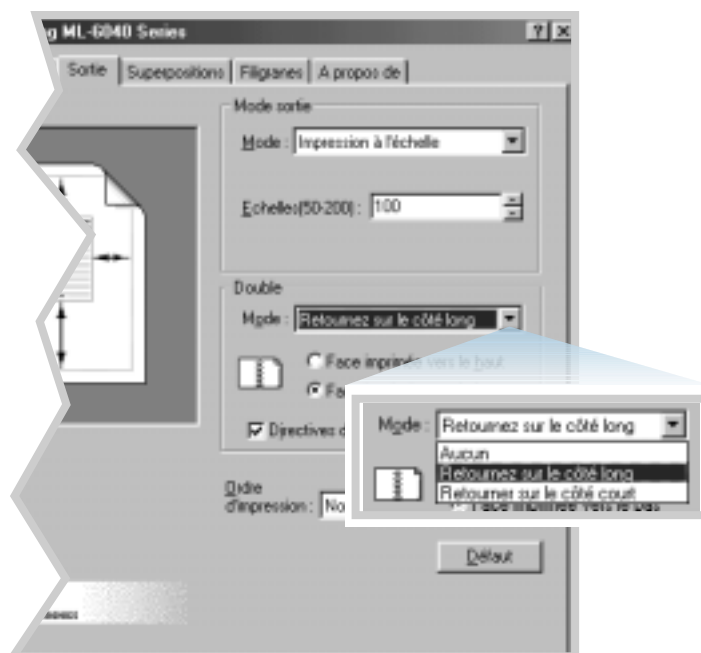 ML-6040 Series
Sortie Superpositions Filigranes A propos de
Mode sortie
Mode : Impression à l'échelle
Echelles(50-200) : 100
Double
Mode : Retournez sur le côté long
Face imprimée vers le haut
Directives
Mode : Retournez sur le côté long
Aucun
Retournez sur le côté long
Retourner sur le côté court
Face imprimée vers le bas
Ordre
d'impression : No
Défaut